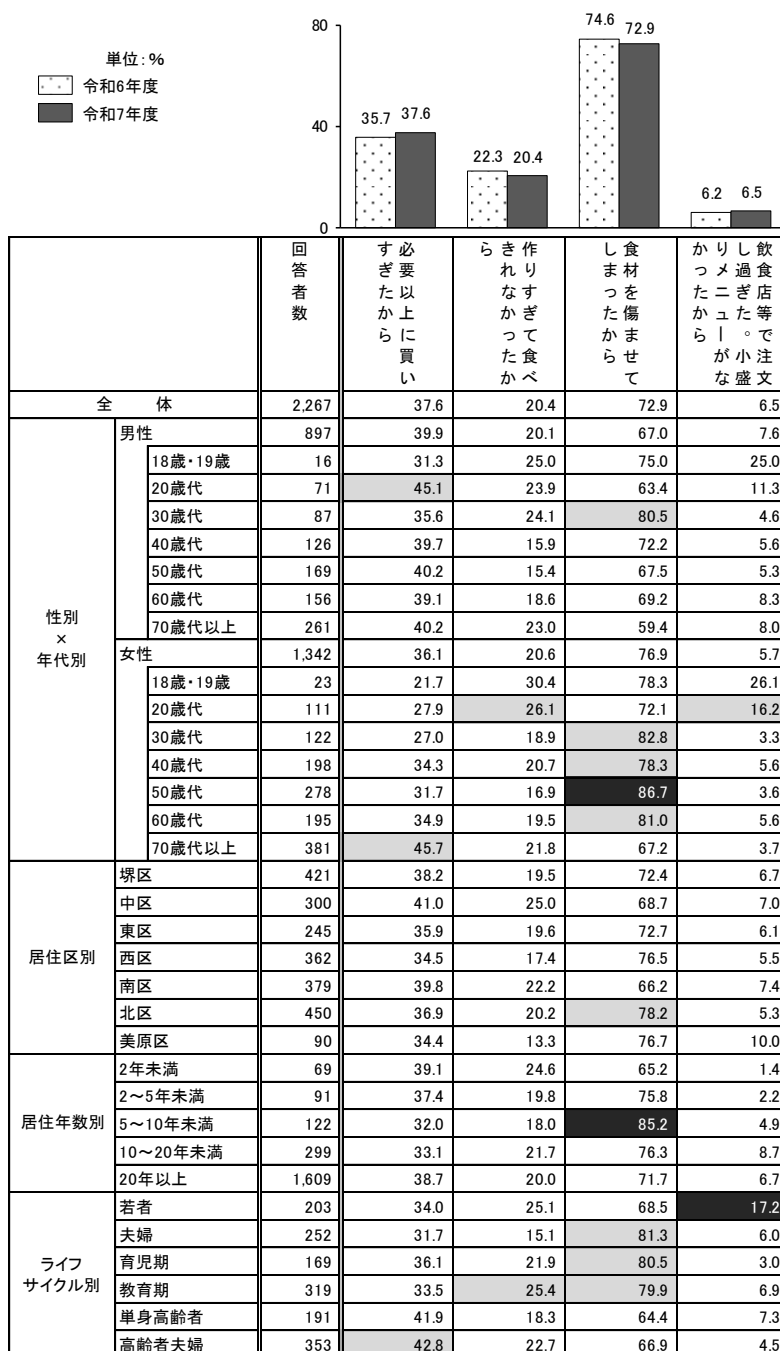 単位:%
令和6年度
令和7年度
80
40
0
35.7 37.6
22.3 20.4
74.6 72.9
6.2 6.5
回答者数
必要以上に買い
すぎたから
作りすぎて食べ
きれなかったか
ら
食材を傷ませて
しまったから
飲食店等で注文
し過ぎた。小盛
りメニューがな
かったから
全 体 2,267 37.6 20.4 72.9 6.5
性別
×
年代別
男性 897 39.9 20.1 67.0 7.6
18歳・19歳 16 31.3 25.0 75.0 25.0
20歳代 71 45.1 23.9 63.4 11.3
30歳代 87 35.6 24.1 80.5 4.6
40歳代 126 39.7 15.9 72.2 5.6
50歳代 169 40.2 15.4 67.5 5.3
60歳代 156 39.1 18.6 69.2 8.3
70歳代以上 261 40.2 23.0 59.4 8.0
女性 1,342 36.1 20.6 76.9 5.7
18歳・19歳 23 21.7 30.4 78.3 26.1
20歳代 111 27.9 26.1 72.1 16.2
30歳代 122 27.0 18.9 82.8 3.3
40歳代 198 34.3 20.7 78.3 5.6
50歳代 278 31.7 16.9 86.7 3.6
60歳代 195 34.9 19.5 81.0 5.6
70歳代以上 381 45.7 21.8 67.2 3.7
居住区別
堺区 421 38.2 19.5 72.4 6.7
中区 300 41.0 25.0 68.7 7.0
東区 245 35.9 19.6 72.7 6.1
西区 362 34.5 17.4 76.5 5.5
南区 379 39.8 22.2 66.2 7.4
北区 450 36.9 20.2 78.2 5.3
美原区 90 34.4 13.3 76.7 10.0
居住年数別
2年未満 69 39.1 24.6 65.2 1.4
2～5年未満 91 37.4 19.8 75.8 2.2
5～10年未満 122 32.0 18.0 85.2 4.9
10～20年未満 299 33.1 21.7 76.3 8.7
20年以上 1,609 38.7 20.0 71.7 6.7
ライフ
サイクル別
若者 203 34.0 25.1 68.5 17.2
夫婦 252 31.7 15.1 81.3 6.0
育児期 169 36.1 21.9 80.5 3.0
教育期 319 33.5 25.4 79.9 6.9
単身高齢者 191 41.9 18.3 64.4 7.3
高齢者夫婦 353 42.8 22.7 66.9 4.5